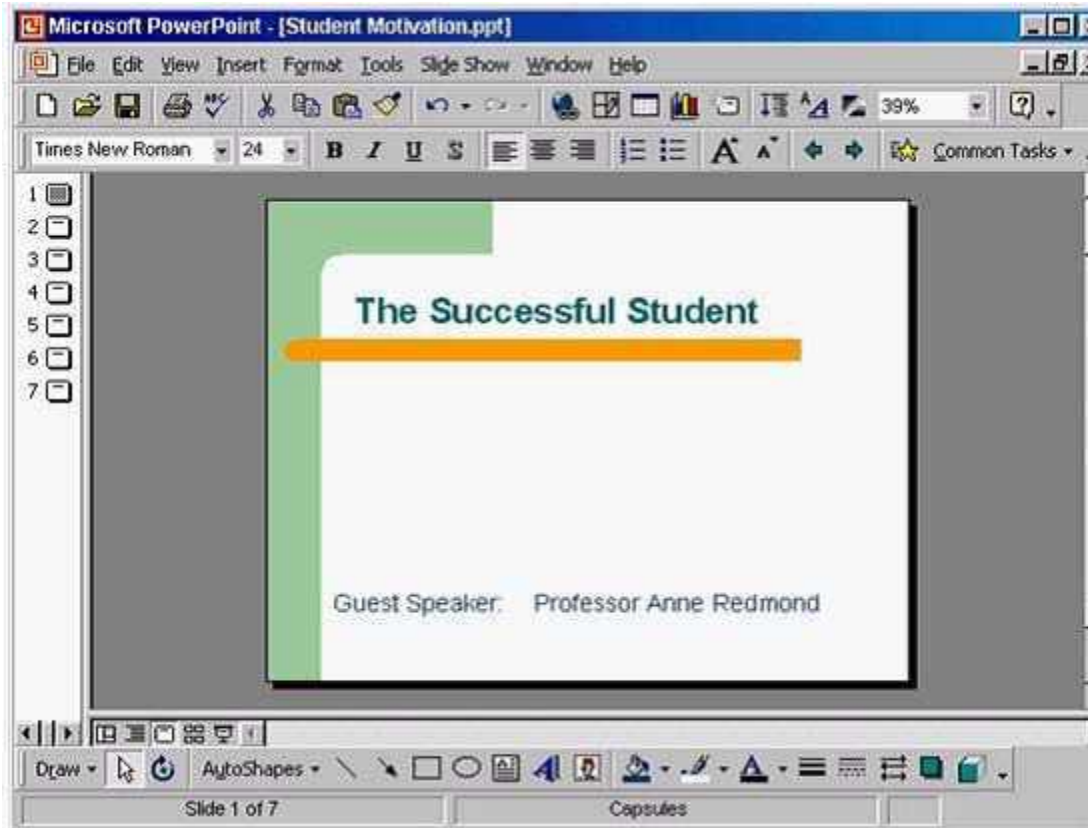 Microsoft PowerPoint - [Student Motivation.ppt]
File Edit View Insert Format Tools Slide Show Window Help
39%
Times New Roman 24 B I U S A A Common Tasks
1
2
3
4
5
6
7
The Successful Student
Guest Speaker: Professor Anne Redmond
Draw AutoShapes
Slide 1 of 7 Capsules